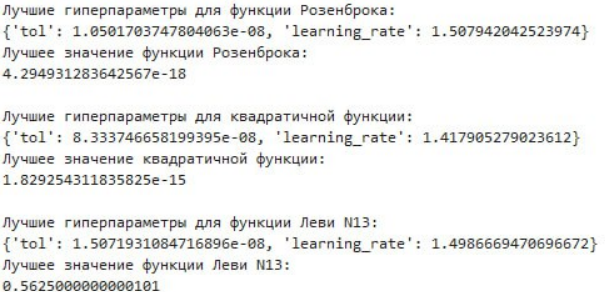 Лучшие гиперпараметры для функции Розенброка:
{'tol': 1.0501703747804063e-08, 'learning_rate': 1.507942042523974}
Лучшее значение функции Розенброка:
4.294931283642567e-18
Лучшие гиперпараметры для квадратичной функции:
{'tol': 8.333746658199395e-08, 'learning_rate': 1.417905279023612}
Лучшее значение квадратичной функции:
1.829254311835825e-15
Лучшие гиперпараметры для функции Леви N13:
{'tol': 1.5071931084716896e-08, 'learning_rate': 1.4986669470696672}
Лучшее значение функции Леви N13:
0.5625000000000101